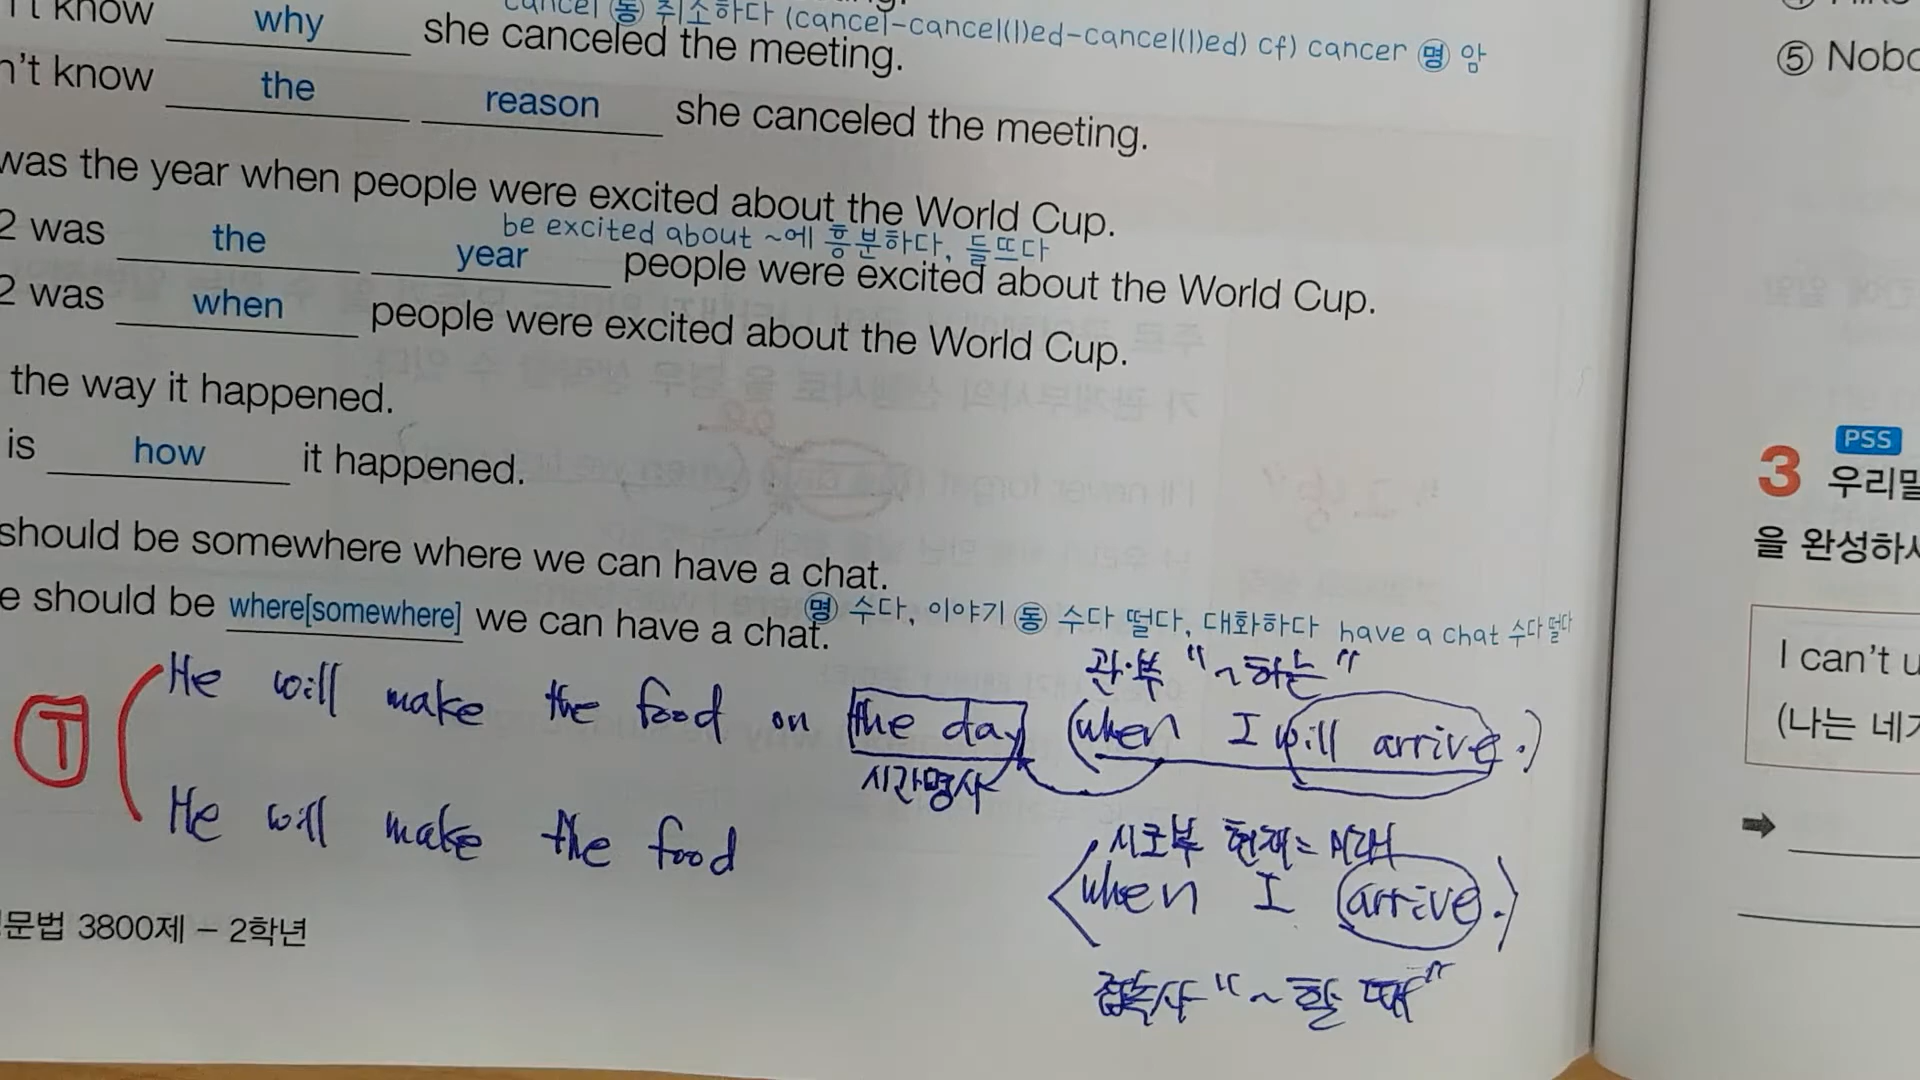 know why she canceled the meeting.
cancel 동 취소하다 (cancel-cancel(l)ed-cancel(l)ed) cf) cancer 명 암
n't know the reason she canceled the meeting.
was the year when people were excited about the World Cup.
be excited about ~에 흥분하다, 들뜨다
2 was the year people were excited about the World Cup.
2 was when people were excited about the World Cup.
the way it happened.
is how it happened.
should be somewhere where we can have a chat.
e should be where[somewhere] we can have a chat.
명 수다, 이야기 동 수다 떨다, 대화하다 have a chat 수다 떨다
관·부 "~하는"
T
He will make the food on the day (when I will arrive.)
시간명사
He will make the food
시조부 현재=미래
<when I arrive.>
접속사 "~할 때"
문법 3800제 – 2학년
⑤ Nobo
PSS
3 우리말
을 완성하시
I can't u
(나는 네가
➡